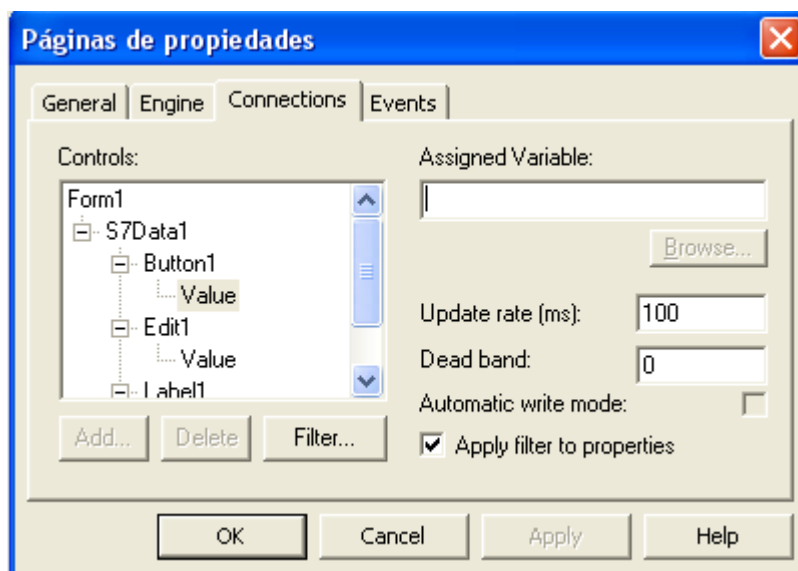 Páginas de propiedades
General Engine Connections Events
Controls:
Form1
S7Data1
Button1
Value
Edit1
Value
Label1
Add... Delete Filter...
Assigned Variable:
Browse...
Update rate (ms): 100
Dead band: 0
Automatic write mode:
Apply filter to properties
OK Cancel Apply Help